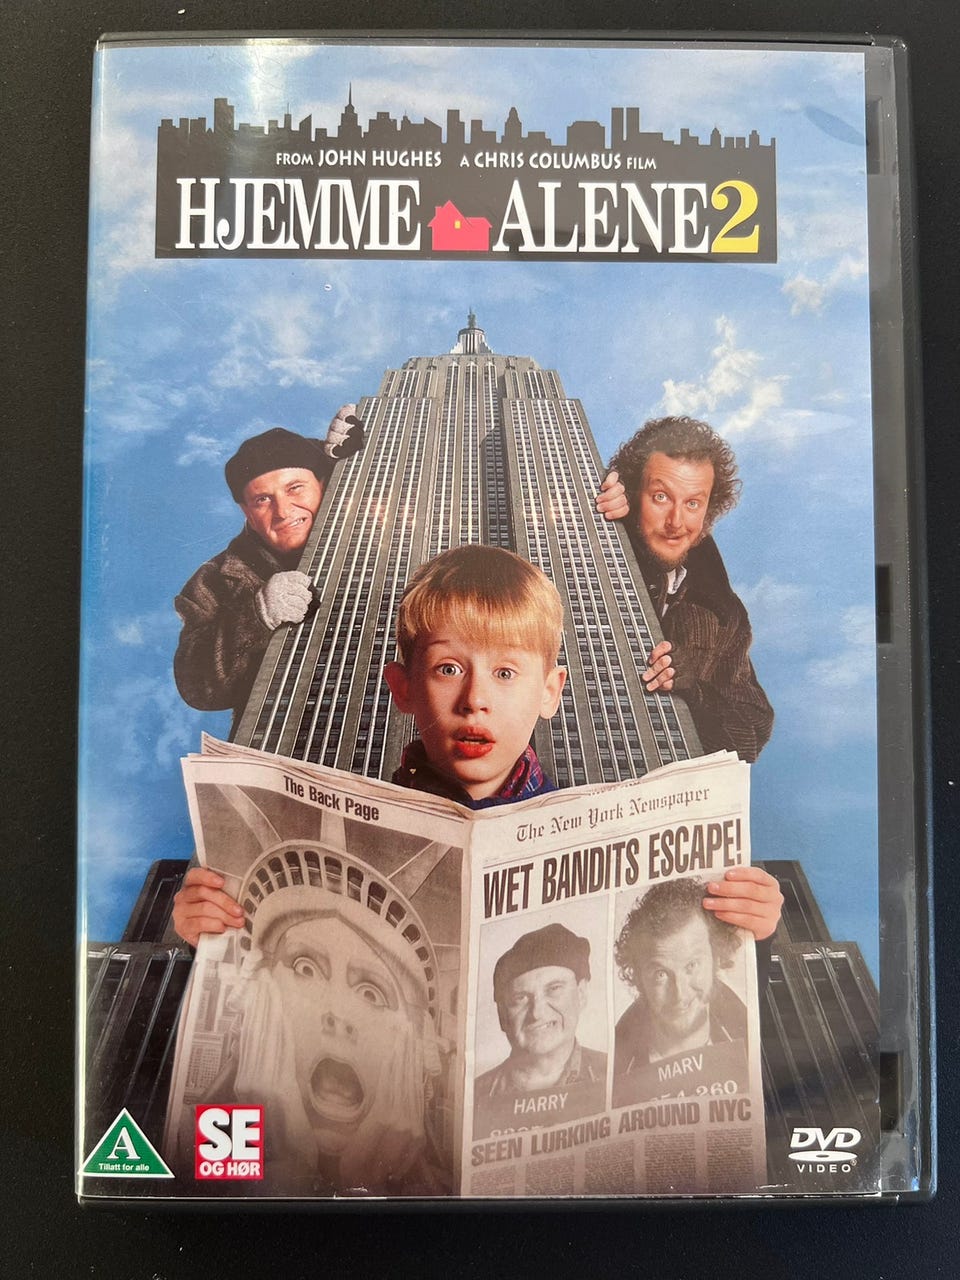 FROM JOHN HUGHES A CHRIS COLUMBUS FILM
HJEMME ALENE 2
The Back Page
The New York Newspaper
WET BANDITS ESCAPE!
HARRY
MARV
SEEN LURKING AROUND NYC
A
Tillatt for alle
SE
OG HØR
DVD
VIDEO